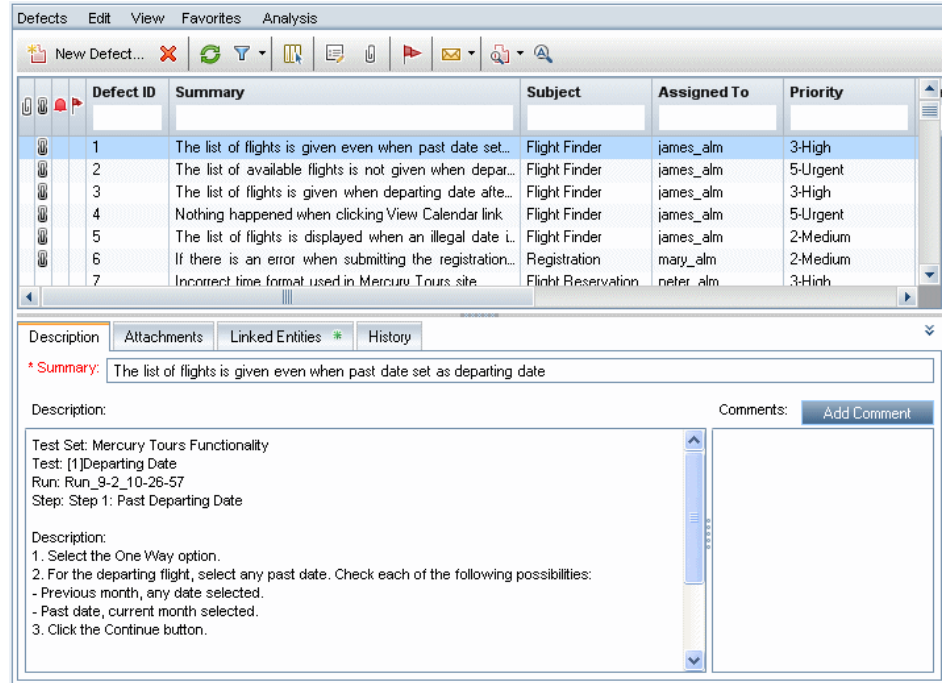 Defects Edit View Favorites Analysis
New Defect...
Defect ID Summary Subject Assigned To Priority
1 The list of flights is given even when past date set... Flight Finder james_alm 3-High
2 The list of available flights is not given when depar... Flight Finder james_alm 5-Urgent
3 The list of flights is given when departing date afte... Flight Finder james_alm 3-High
4 Nothing happened when clicking View Calendar link Flight Finder james_alm 5-Urgent
5 The list of flights is displayed when an illegal date i... Flight Finder james_alm 2-Medium
6 If there is an error when submitting the registration... Registration mary_alm 2-Medium
7 Incorrect time format used in Mercury Tours site Flight Reservation peter_alm 3-High
Description Attachments Linked Entities * History
* Summary: The list of flights is given even when past date set as departing date
Description: Comments: Add Comment
Test Set: Mercury Tours Functionality
Test: [1]Departing Date
Run: Run_9-2_10-26-57
Step: Step 1: Past Departing Date
Description:
1. Select the One Way option.
2. For the departing flight, select any past date. Check each of the following possibilities:
- Previous month, any date selected.
- Past date, current month selected.
3. Click the Continue button.